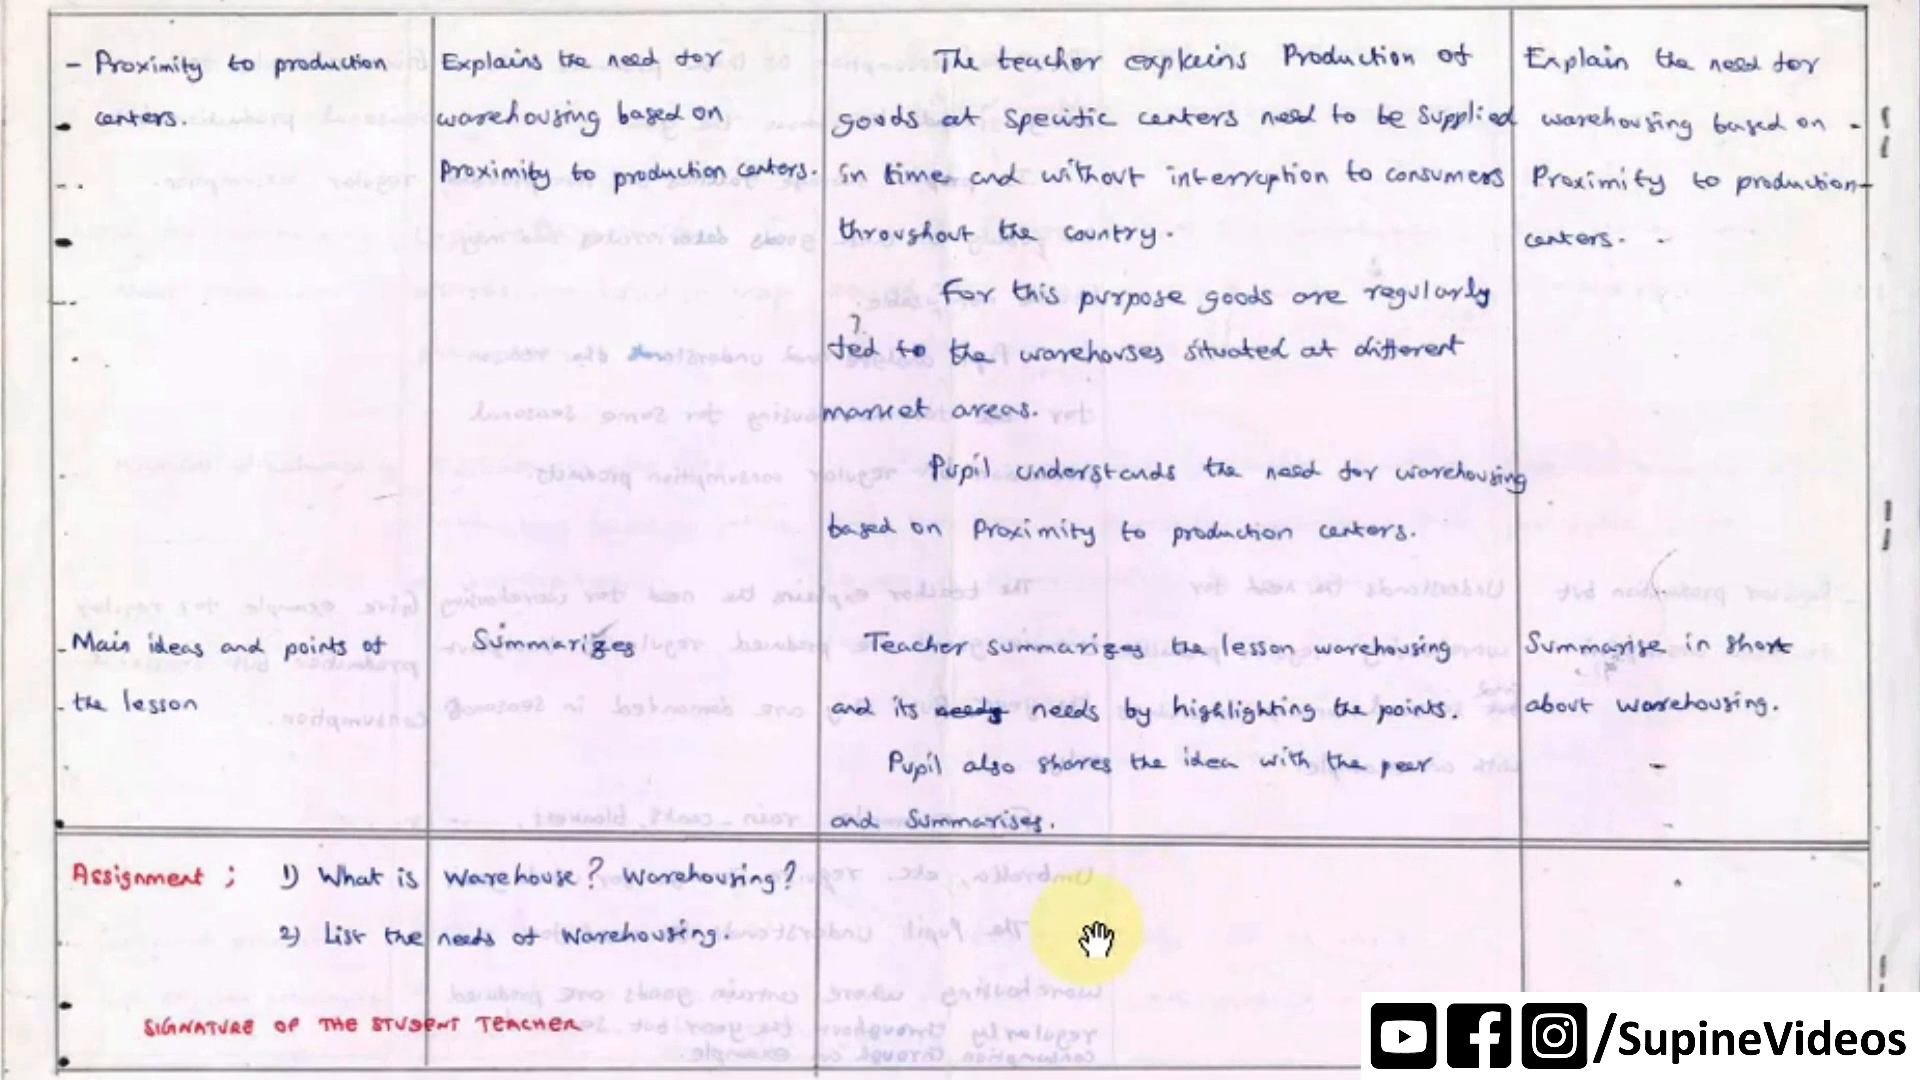 - Proximity to production
centers.
Explains the need for
warehousing based on
Proximity to production centers.
The teacher explains Production of
goods at specific centers need to be supplied
in time and without interruption to consumers
throughout the country.
For this purpose goods are regularly
fed to the warehouses situated at different
market areas.
Pupil understands the need for warehousing
based on Proximity to production centers.
Explain the need for
warehousing based on
Proximity to production
centers.
- Main ideas and points of
- the lesson
Summarizes
Teacher summarizes the lesson warehousing
and its needs by highlighting the points.
Pupil also shares the idea with the peer
and Summarises.
Summarise in short
about warehousing.
Assignment ; 1) What is Warehouse? Warehousing?
2) List the needs of Warehousing.
SIGNATURE OF THE STUDENT TEACHER
/SupineVideos